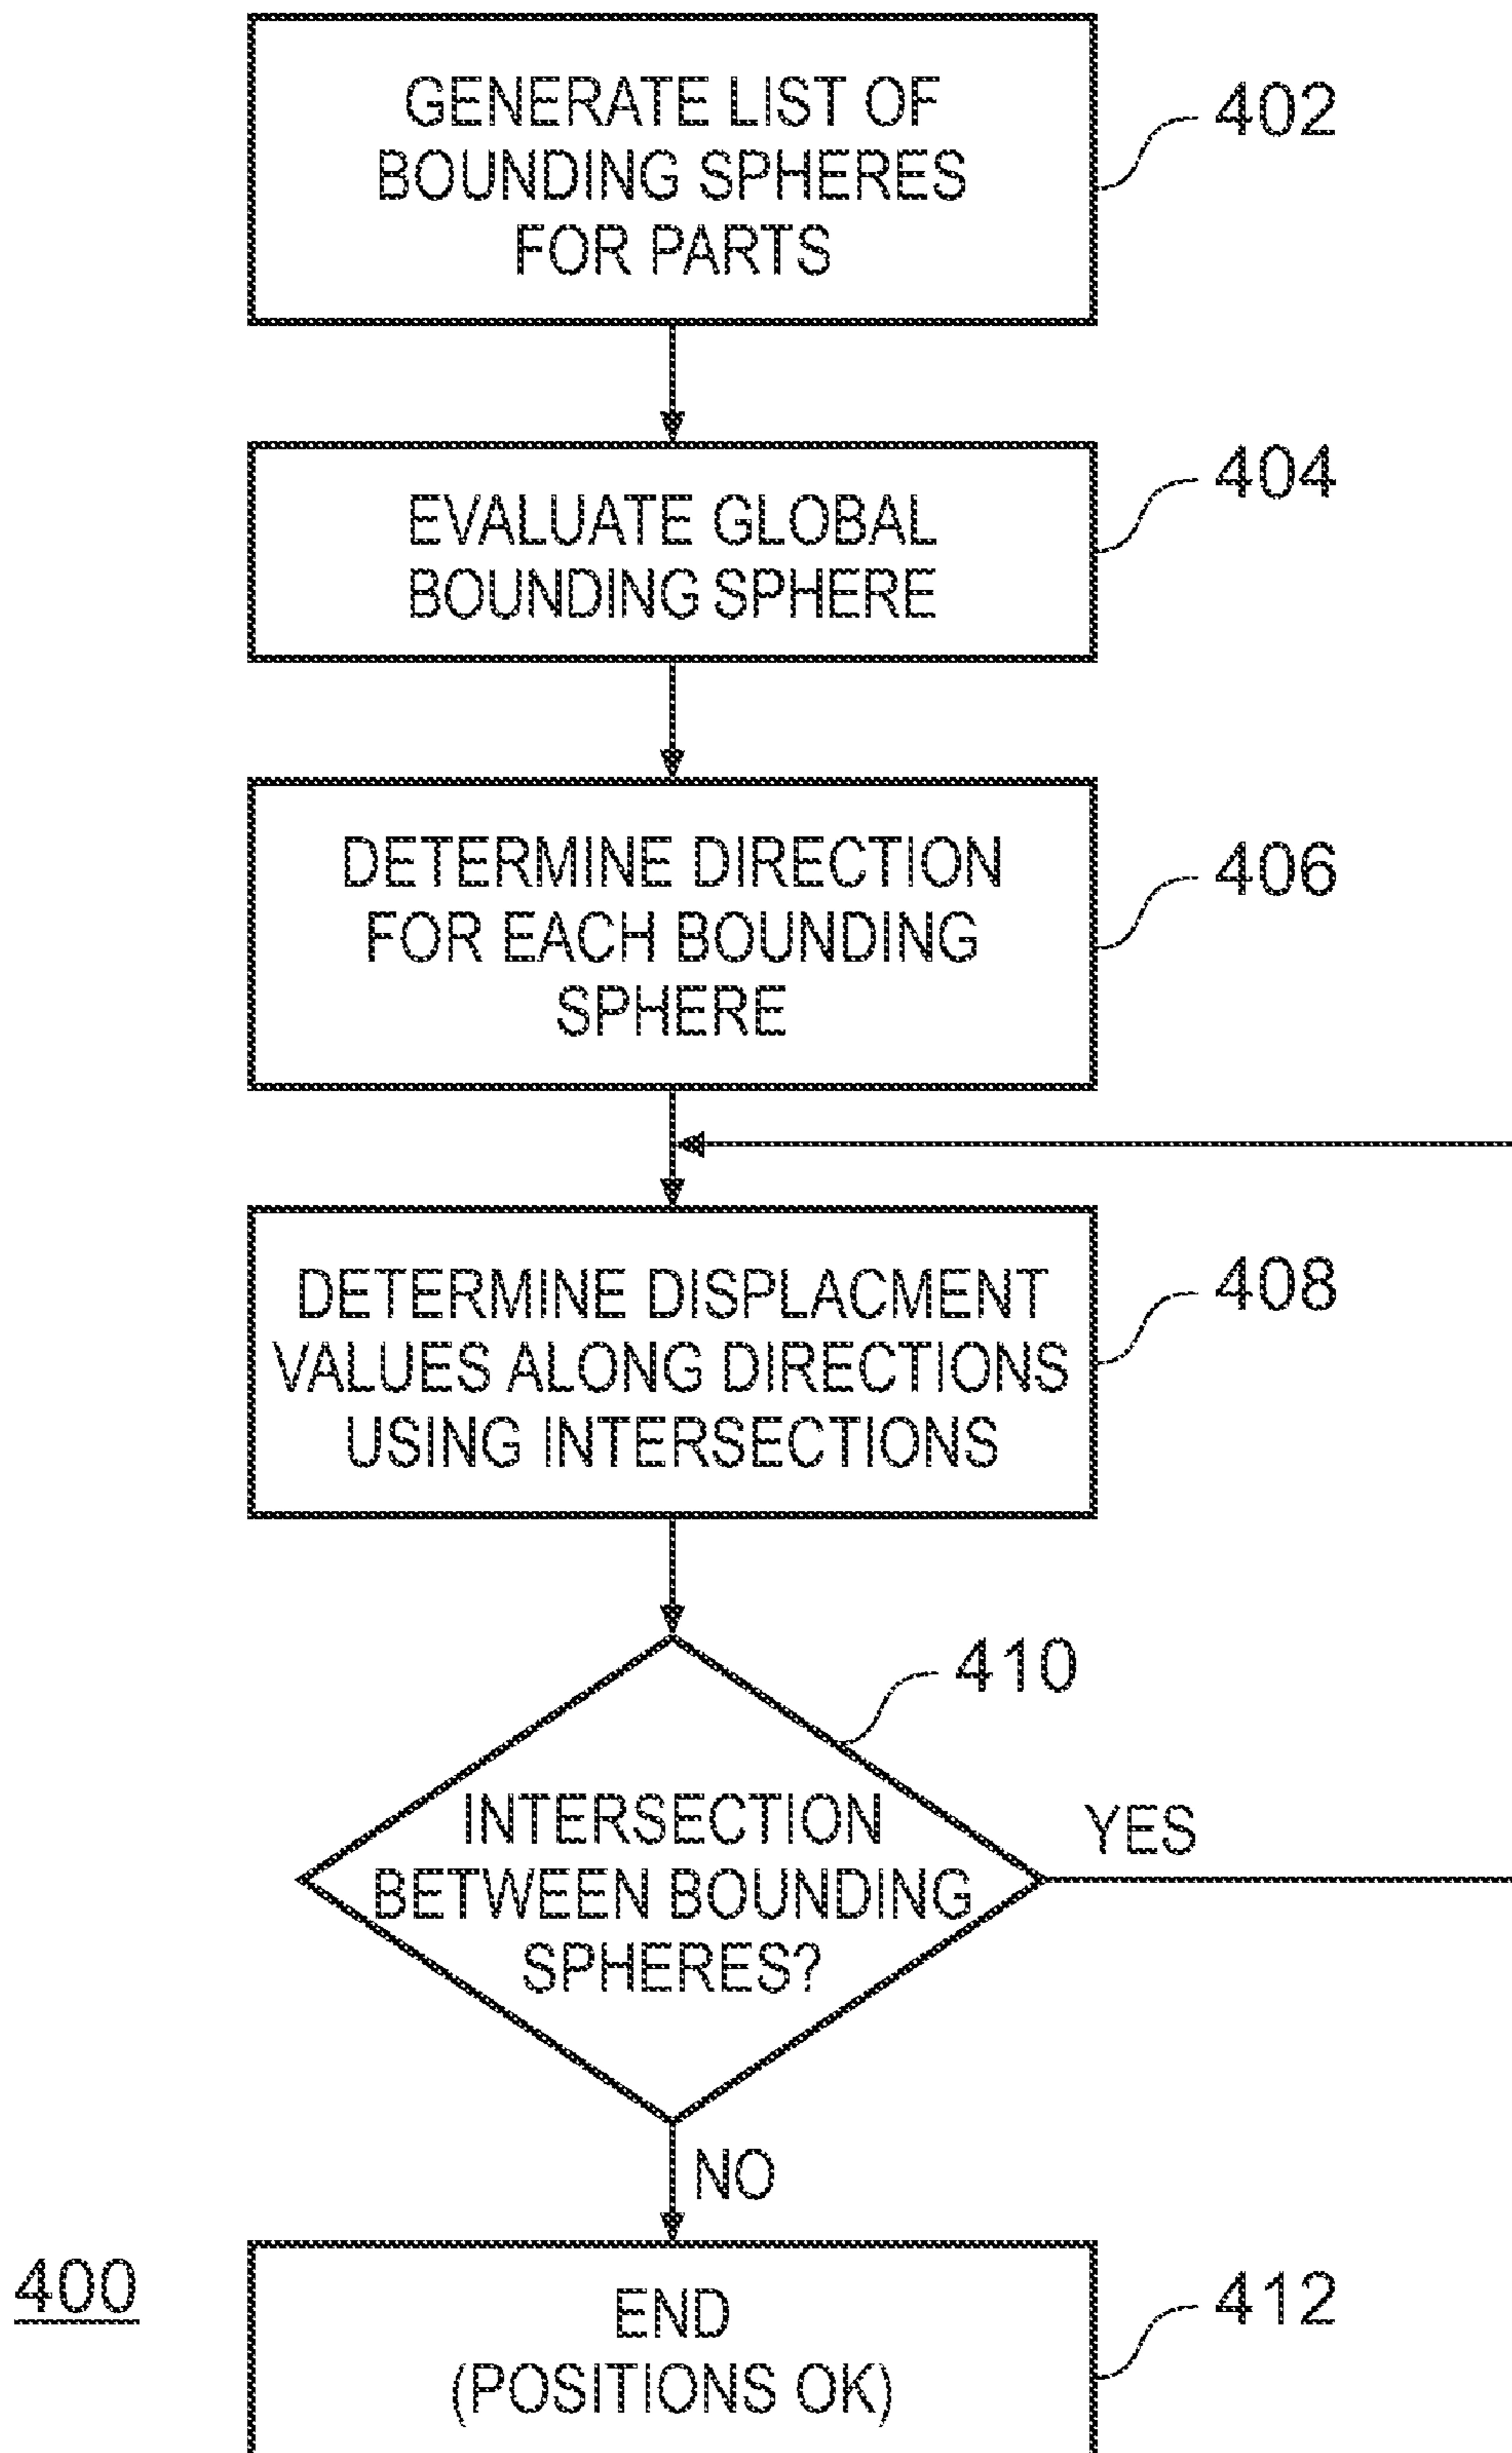 GENERATE LIST OF
BOUNDING SPHERES
FOR PARTS
402
EVALUATE GLOBAL
BOUNDING SPHERE
404
DETERMINE DIRECTION
FOR EACH BOUNDING
SPHERE
406
DETERMINE DISPLACMENT
VALUES ALONG DIRECTIONS
USING INTERSECTIONS
408
410
INTERSECTION
BETWEEN BOUNDING
SPHERES?
YES
NO
400
END
(POSITIONS OK)
412